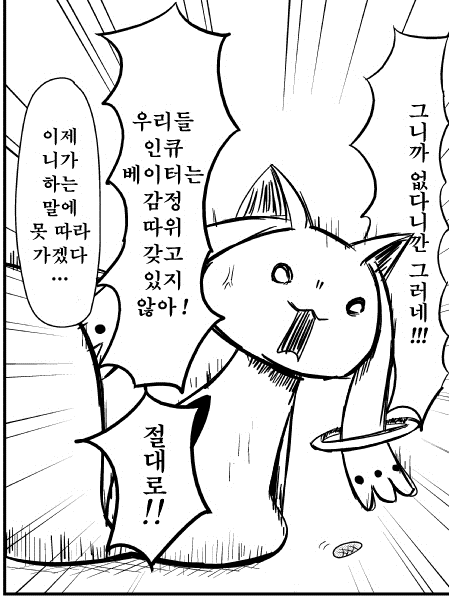 그니까 없다니깐 그러네!!!
우리들
인큐
베이터는
감정
따위
갖고
있지
않아!
절대로!!
이제
니가
하는
말에
못 따라
가겠다
...